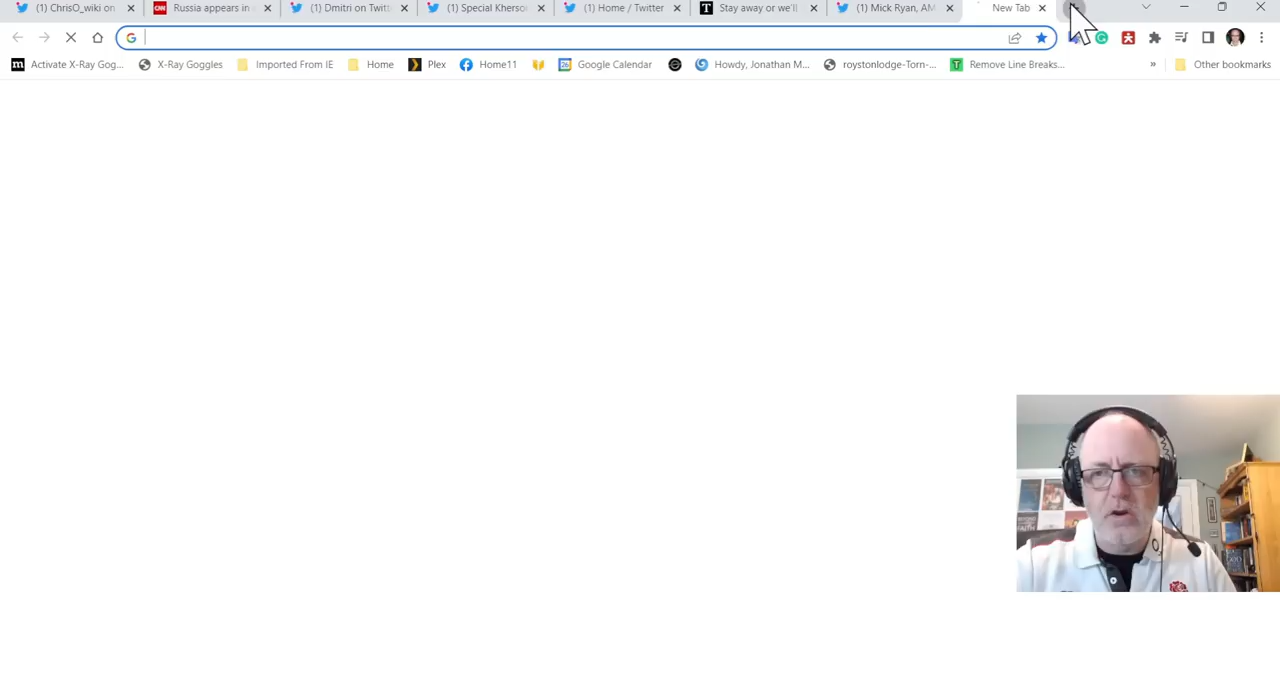 (1) ChrisO_wiki on
Russia appears in
(1) Dmitri on Twitt
(1) Special Kherso
(1) Home / Twitter
Stay away or we'll
(1) Mick Ryan, AM
New Tab
Activate X-Ray Gog...
X-Ray Goggles
Imported From IE
Home
Plex
Home11
Google Calendar
Howdy, Jonathan M...
roystonlodge-Torn-...
Remove Line Breaks...
»
Other bookmarks